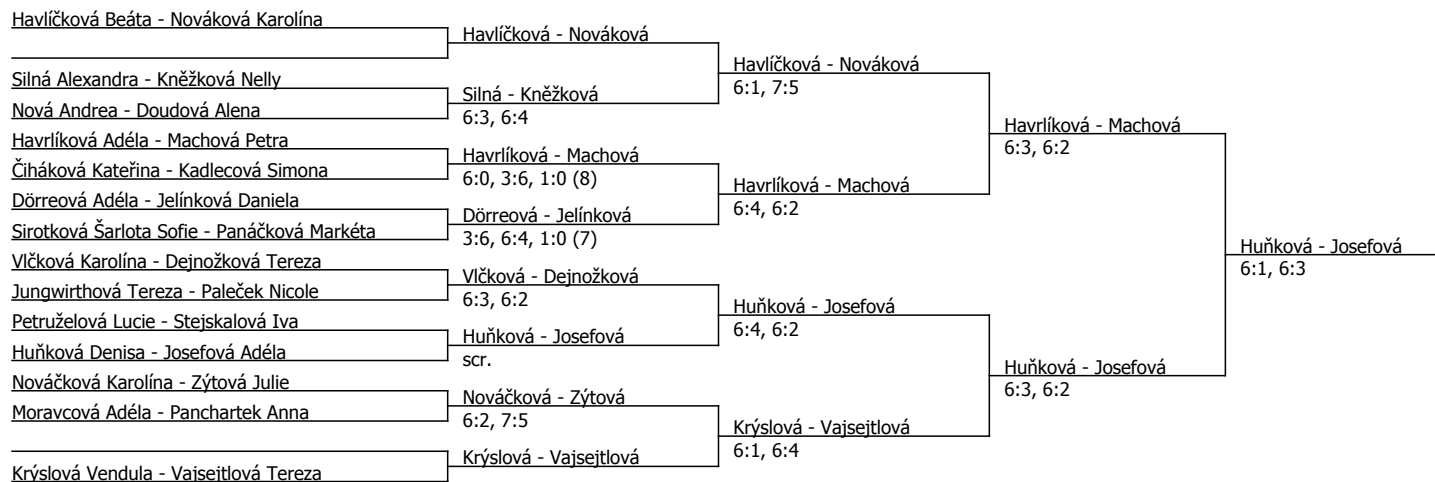 Havlíčková Beáta - Nováková Karolína
Silná Alexandra - Kněžková Nelly
Nová Andrea - Doudová Alena
Havrlíková Adéla - Machová Petra
Čiháková Kateřina - Kadlecová Simona
Dörreová Adéla - Jelínková Daniela
Sirotková Šarlota Sofie - Panáčková Markéta
Vlčková Karolína - Dejnožková Tereza
Jungwirthová Tereza - Paleček Nicole
Petruželová Lucie - Stejskalová Iva
Huňková Denisa - Josefová Adéla
Nováčková Karolína - Zýtová Julie
Moravcová Adéla - Panchartek Anna
Krýslová Vendula - Vajsejtlová Tereza
Havlíčková - Nováková
Silná - Kněžková
6:3, 6:4
Havrlíková - Machová
6:0, 3:6, 1:0 (8)
Dörreová - Jelínková
3:6, 6:4, 1:0 (7)
Vlčková - Dejnožková
6:3, 6:2
Huňková - Josefová
scr.
Nováčková - Zýtová
6:2, 7:5
Krýslová - Vajsejtlová
Havlíčková - Nováková
6:1, 7:5
Havrlíková - Machová
6:4, 6:2
Huňková - Josefová
6:4, 6:2
Krýslová - Vajsejtlová
6:1, 6:4
Havrlíková - Machová
6:3, 6:2
Huňková - Josefová
6:3, 6:2
Huňková - Josefová
6:1, 6:3